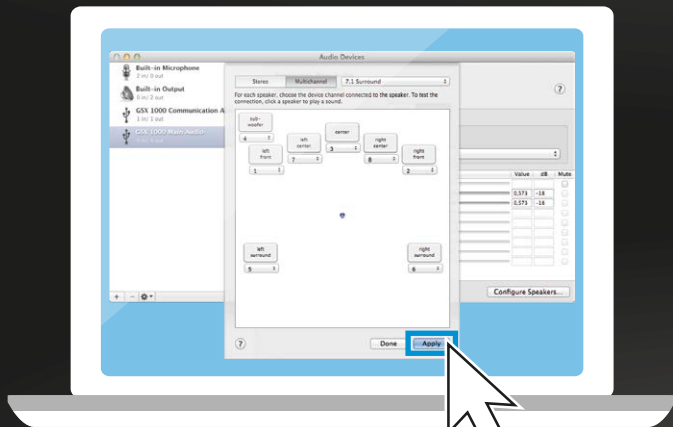 Audio Devices
Built-in Microphone
2 in/ 0 out
Built-in Output
0 in/ 2 out
GSX 1000 Communication A
1 in/ 1 out
GSX 1000 Main Audio
Stereo
Multichannel
7.1 Surround
For each speaker, choose the device channel connected to the speaker. To test the
connection, click a speaker to play a sound.
sub-
woofer
4
left
front
1
left
center
7
center
3
right
center
8
right
front
2
left
surround
5
right
surround
6
?
Done
Apply
?
Value
dB
Mute
0,573
-18
0,573
-16
Configure Speakers...
+
-